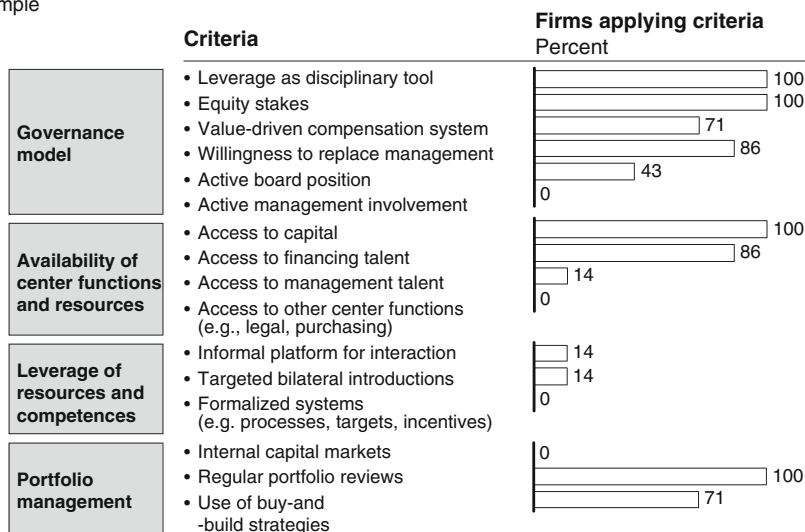 mple
Criteria
Firms applying criteria
Percent
Governance
model
• Leverage as disciplinary tool
100
• Equity stakes
100
• Value-driven compensation system
71
• Willingness to replace management
86
• Active board position
43
• Active management involvement
0
Availability of
center functions
and resources
• Access to capital
100
• Access to financing talent
86
• Access to management talent
14
• Access to other center functions
(e.g., legal, purchasing)
0
Leverage of
resources and
competences
• Informal platform for interaction
14
• Targeted bilateral introductions
14
• Formalized systems
(e.g. processes, targets, incentives)
0
Portfolio
management
• Internal capital markets
0
• Regular portfolio reviews
100
• Use of buy-and
-build strategies
71